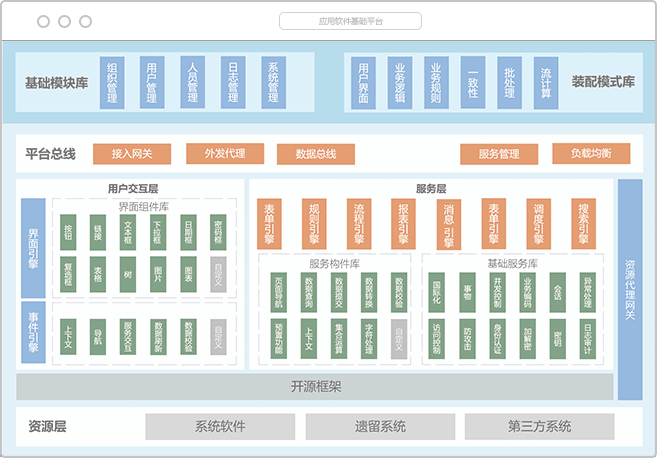 应用软件基础平台
基础模块库
组织管理
用户管理
人员管理
日志管理
系统管理
用户界面
业务逻辑
业务规则
一致性
批处理
流计算
装配模式库
平台总线
接入网关
外发代理
数据总线
服务管理
负载均衡
用户交互层
界面引擎
界面组件库
按钮
链接
文本框
下拉框
日期框
密码框
复选框
表格
树
图片
图表
自定义
事件引擎
上下文
导航
服务交互
数据刷新
数据校验
自定义
服务层
表单引擎
规则引擎
流程引擎
报表引擎
消息 引擎
表单引擎
调度引擎
搜索引擎
服务构件库
页面导航
数据查询
数据提交
数据转换
数据校验
预置功能
上下文
集合运算
字符处理
自定义
基础服务库
国际化
事物
并发控制
业务编码
会话
异常处理
访问控制
防攻击
身份认证
加解密
密钥
日志审计
资源代理网关
开源框架
资源层
系统软件
遗留系统
第三方系统